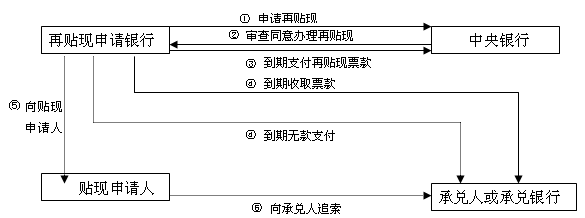 ① 申请再贴现
再贴现申请银行
② 审查同意办理再贴现
中央银行
③ 到期支付再贴现票款
ⓓ 到期收取票款
⑤ 向贴现
申请人
ⓓ 到期无款支付
贴现申请人
承兑人或承兑银行
⑥ 向承兑人追索